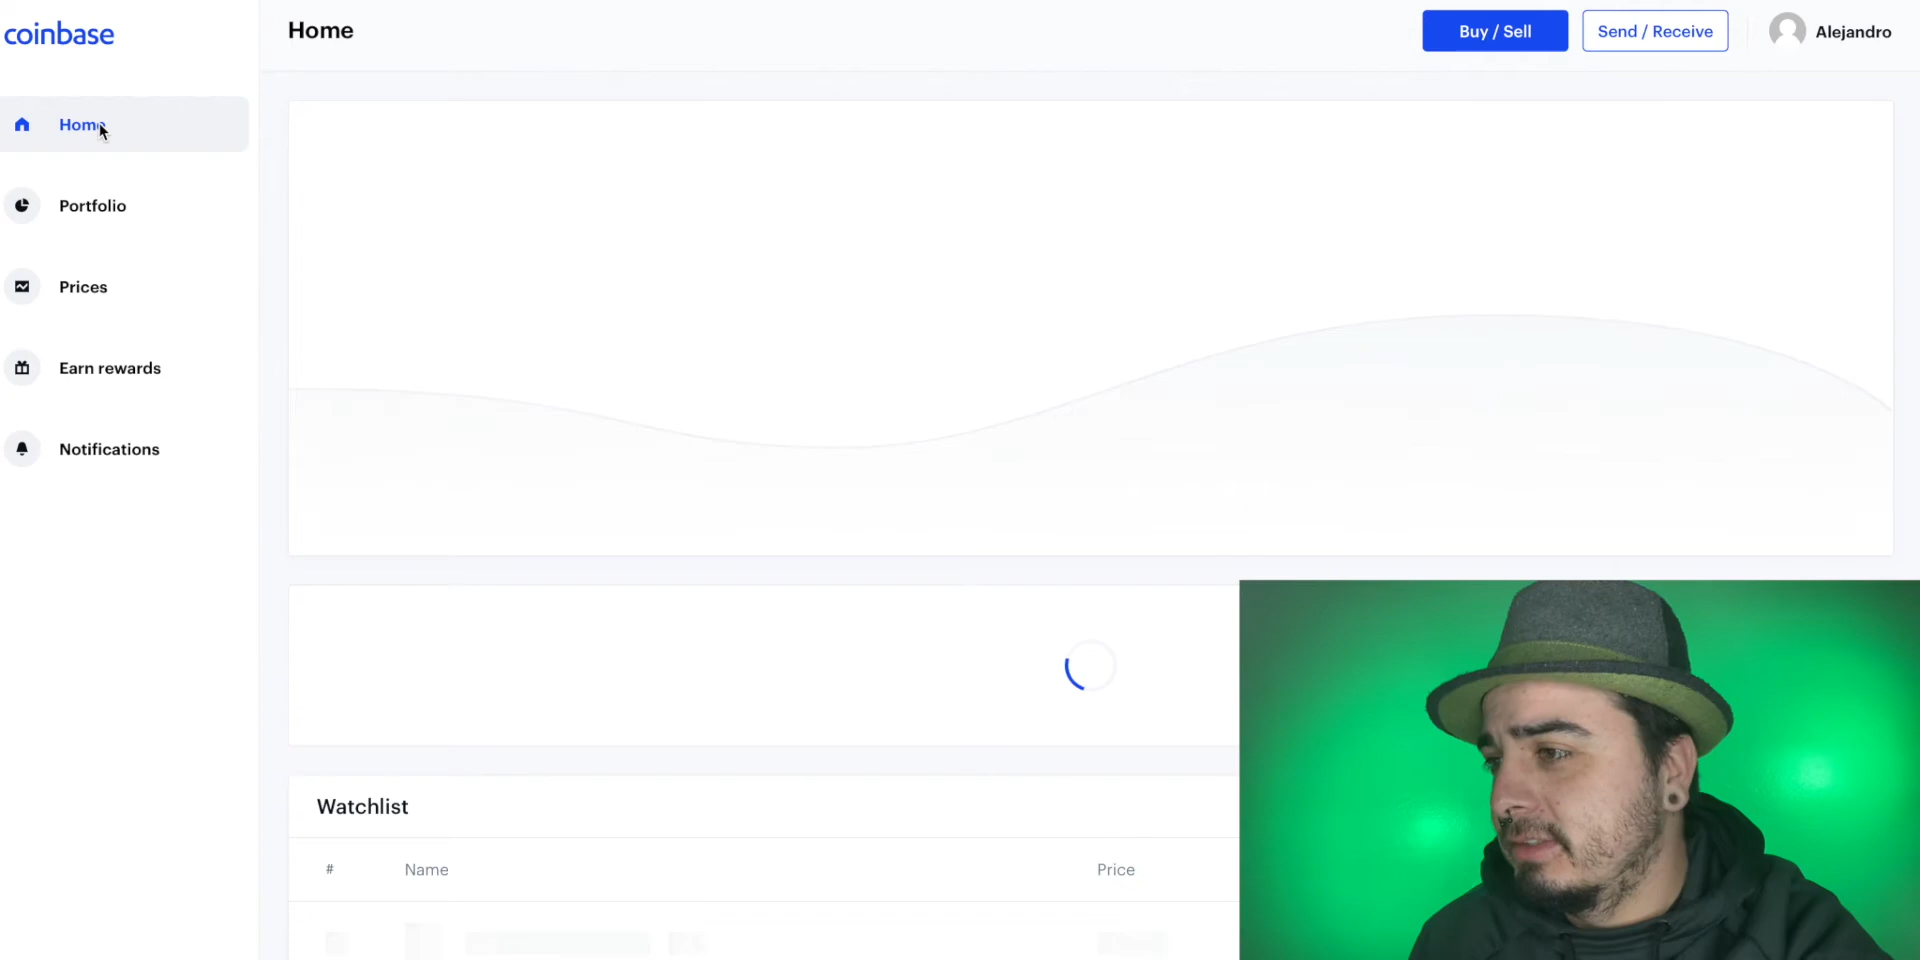 coinbase
Home
Buy / Sell
Send / Receive
Alejandro
Home
Portfolio
Prices
Earn rewards
Notifications
Watchlist
#
Name
Price